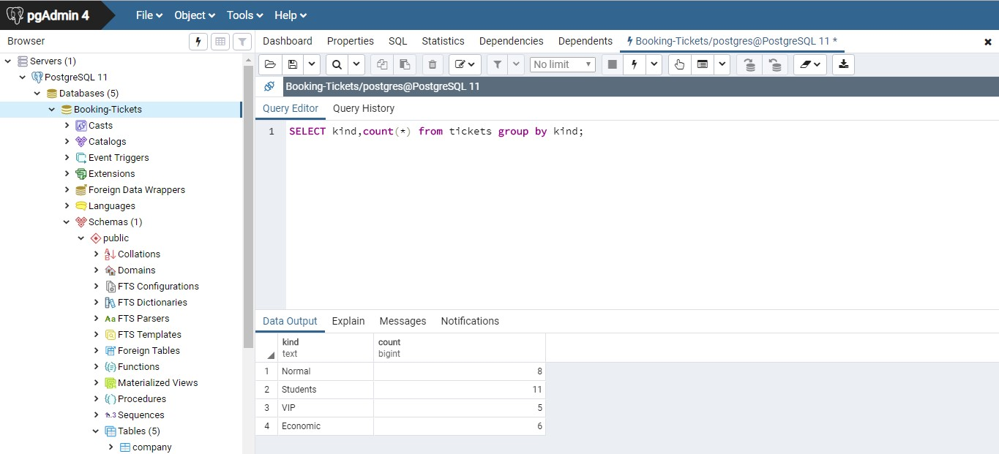 pgAdmin 4 File Object Tools Help
Browser
Dashboard Properties SQL Statistics Dependencies Dependents Booking-Tickets/postgres@PostgreSQL 11 *
No limit
Booking-Tickets/postgres@PostgreSQL 11
Query Editor Query History
1 SELECT kind,count(*) from tickets group by kind;
Servers (1)
PostgreSQL 11
Databases (5)
Booking-Tickets
Casts
Catalogs
Event Triggers
Extensions
Foreign Data Wrappers
Languages
Schemas (1)
public
Collations
Domains
FTS Configurations
FTS Dictionaries
FTS Parsers
FTS Templates
Foreign Tables
Functions
Materialized Views
Procedures
1..3 Sequences
Tables (5)
company
Data Output Explain Messages Notifications
kind count
text bigint
1 Normal 8
2 Students 11
3 VIP 5
4 Economic 6